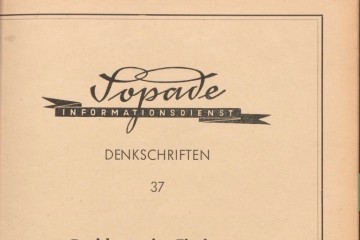 Sopade
INFORMATIONSDIENST
DENKSCHRIFTEN
37